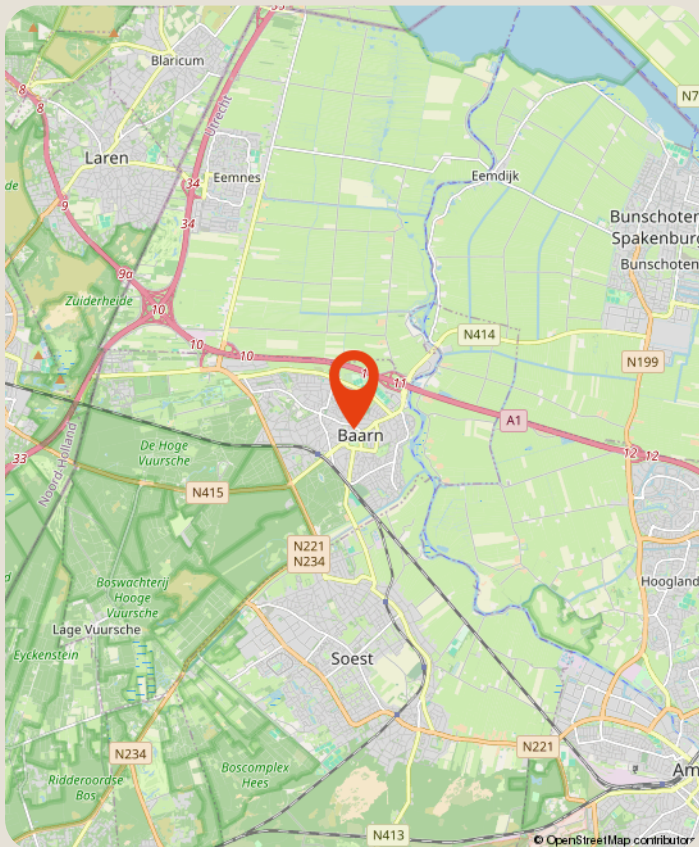 33
Blaricum
8
8
N7
Utrecht
Laren
34
Eemnes
Eemdijk
Bunschoten
Spakenburg
Bunschoten
9
34
9a
Zuiderheide
10
10
10
N414
N199
11
A1
Baarn
De Hoge
Vuursche
12
12
33
Noord-Holland
N415
N221
N234
Hoogland
Boswachterij
Hooge
Vuursche
Lage Vuursche
Eyckenstein
Soest
N234
N221
Ridderoordse
Bos
Boscomplex
Hees
Am
N413
© OpenStreetMap contributors